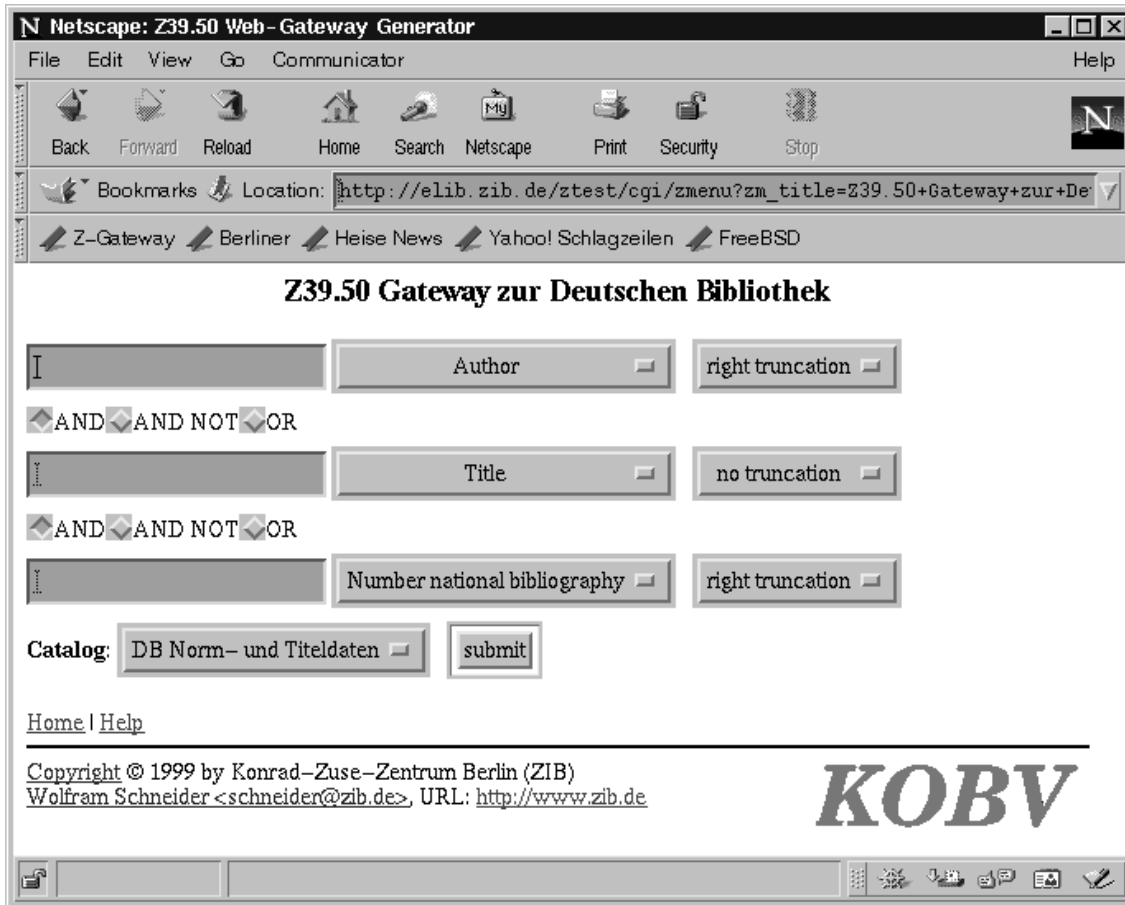 N Netscape: Z39.50 Web-Gateway Generator
File Edit View Go Communicator Help
My N
Back Forward Reload Home Search Netscape Print Security Stop
Bookmarks Location: http://elib.zib.de/ztest/cgi/zmenu?zm_title=Z39.50+Gateway+zur+De
Z-Gateway Berliner Heise News Yahoo! Schlagzeilen FreeBSD
Z39.50 Gateway zur Deutschen Bibliothek
Author right truncation
AND AND NOT OR
Title no truncation
AND AND NOT OR
Number national bibliography right truncation
Catalog: DB Norm- und Titeldaten submit
Home | Help
Copyright © 1999 by Konrad-Zuse-Zentrum Berlin (ZIB)
Wolfram Schneider <schneider@zib.de>, URL: http://www.zib.de
KOBV